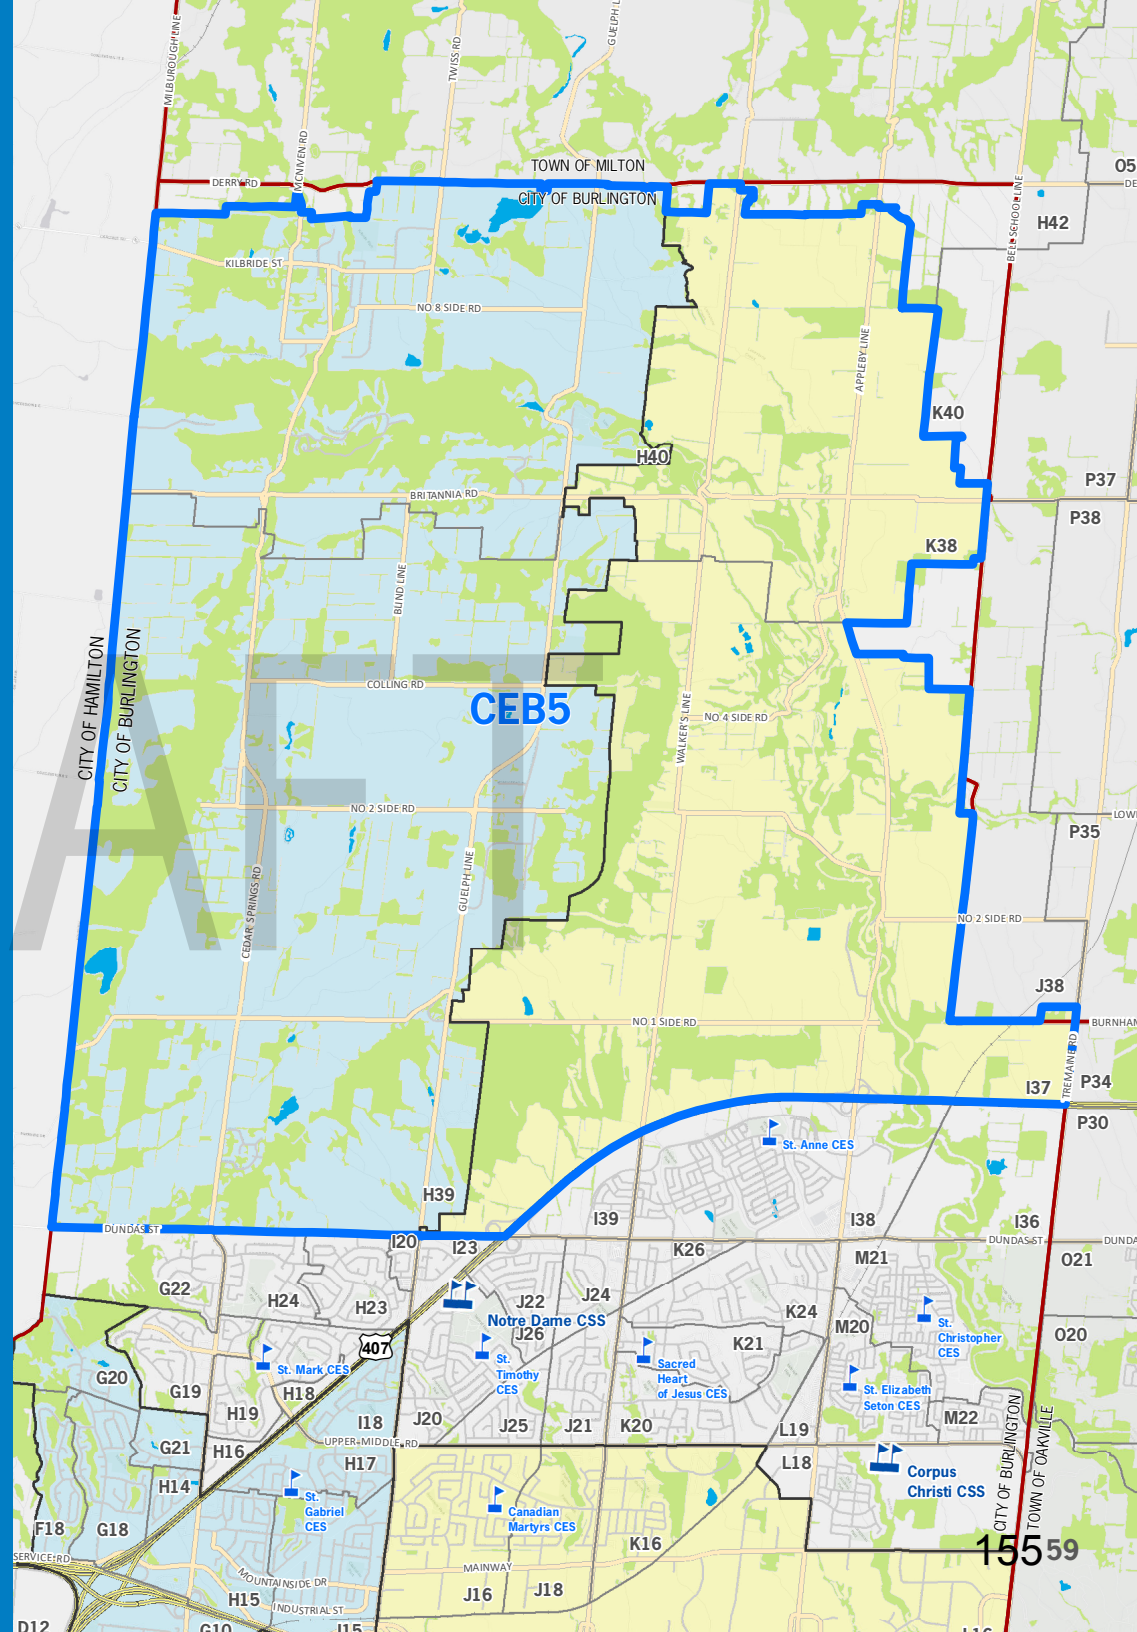 MILBUROUGH LINE
TWISS RD
GUELPH L
MCNIVEN RD
TOWN OF MILTON
O5
DERRY RD
DE
CITY OF BURLINGTON
BELL SCHOOL LINE
H42
KILBRIDE ST
NO 8 SIDE RD
APPLEBY LINE
K40
H40
BRITANNIA RD
P37
P38
K38
BLIND LINE
CITY OF HAMILTON
CITY OF BURLINGTON
AFT
COLLING RD
CEB5
WALKER'S LINE
NO 4 SIDE RD
NO 2 SIDE RD
LOW
P35
GUELPH LINE
CEDAR SPRINGS RD
NO 2 SIDE RD
J38
NO 1 SIDE RD
BURNHAM
TREMAINE RD
I37
P34
P30
St. Anne CES
H39
I39
I38
I36
DUNDAS ST
I20
I23
K26
DUNDAS ST
DUNDA
M21
O21
G22
H24
H23
J22
J24
K24
Notre Dame CSS
M20
St.
Christopher
CES
O20
J26
K21
407
St. Mark CES
St.
Timothy
CES
Sacred
Heart
of Jesus CES
G20
G19
H18
St. Elizabeth
Seton CES
H19
I18
J20
J25
J21
K20
L19
M22
UPPER MIDDLE RD
G21
H16
H17
L18
Corpus
Christi CSS
CITY OF BURLINGTON
TOWN OF OAKVILLE
H14
St.
Gabriel
CES
Canadian
Martyrs CES
F18
G18
K16
155
59
SERVICE RD
MAINWAY
MOUNTAINSIDE DR
J16
J18
H15
INDUSTRIAL ST
D12
G10
I15
L16